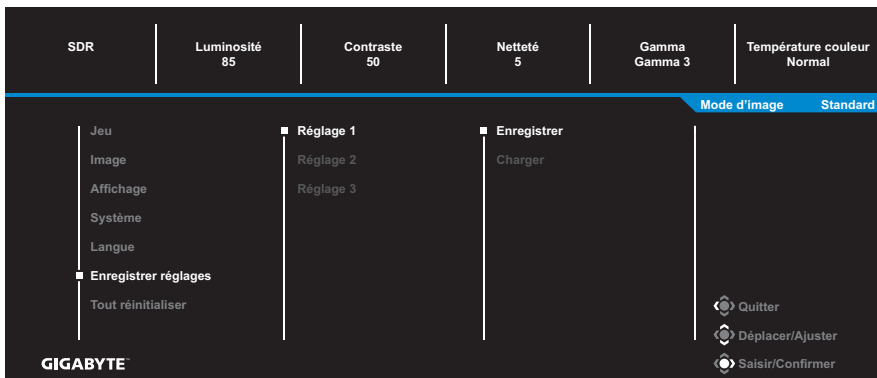 SDR
Luminosité
85
Contraste
50
Netteté
5
Gamma
Gamma 3
Température couleur
Normal
Mode d’image Standard
Jeu
Image
Affichage
Système
Langue
Enregistrer réglages
Tout réinitialiser
Réglage 1
Réglage 2
Réglage 3
Enregistrer
Charger
Quitter
Déplacer/Ajuster
Saisir/Confirmer
GIGABYTE™